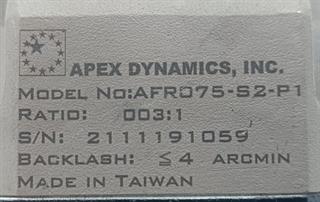 APEX DYNAMICS, INC.
MODEL NO:AFR075-S2-P1
RATIO: 003:1
S/N: 2111191059
BACKLASH: ≦4 ARCMIN
MADE IN TAIWAN